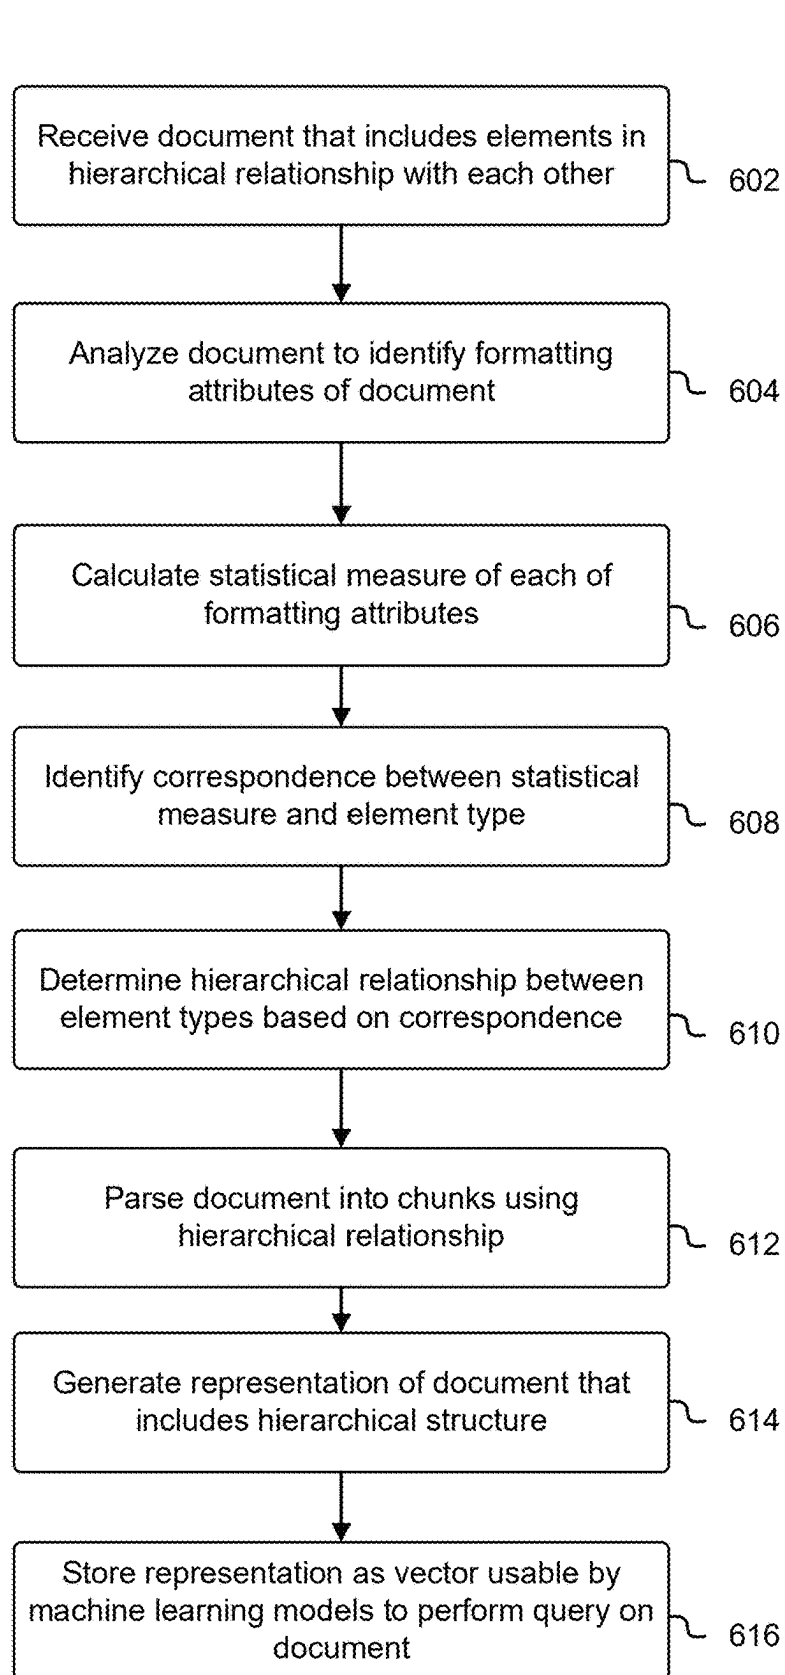 Receive document that includes elements in
hierarchical relationship with each other
602
Analyze document to identify formatting
attributes of document
604
Calculate statistical measure of each of
formatting attributes
606
Identify correspondence between statistical
measure and element type
608
Determine hierarchical relationship between
element types based on correspondence
610
Parse document into chunks using
hierarchical relationship
612
Generate representation of document that
includes hierarchical structure
614
Store representation as vector usable by
machine learning models to perform query on
document
616